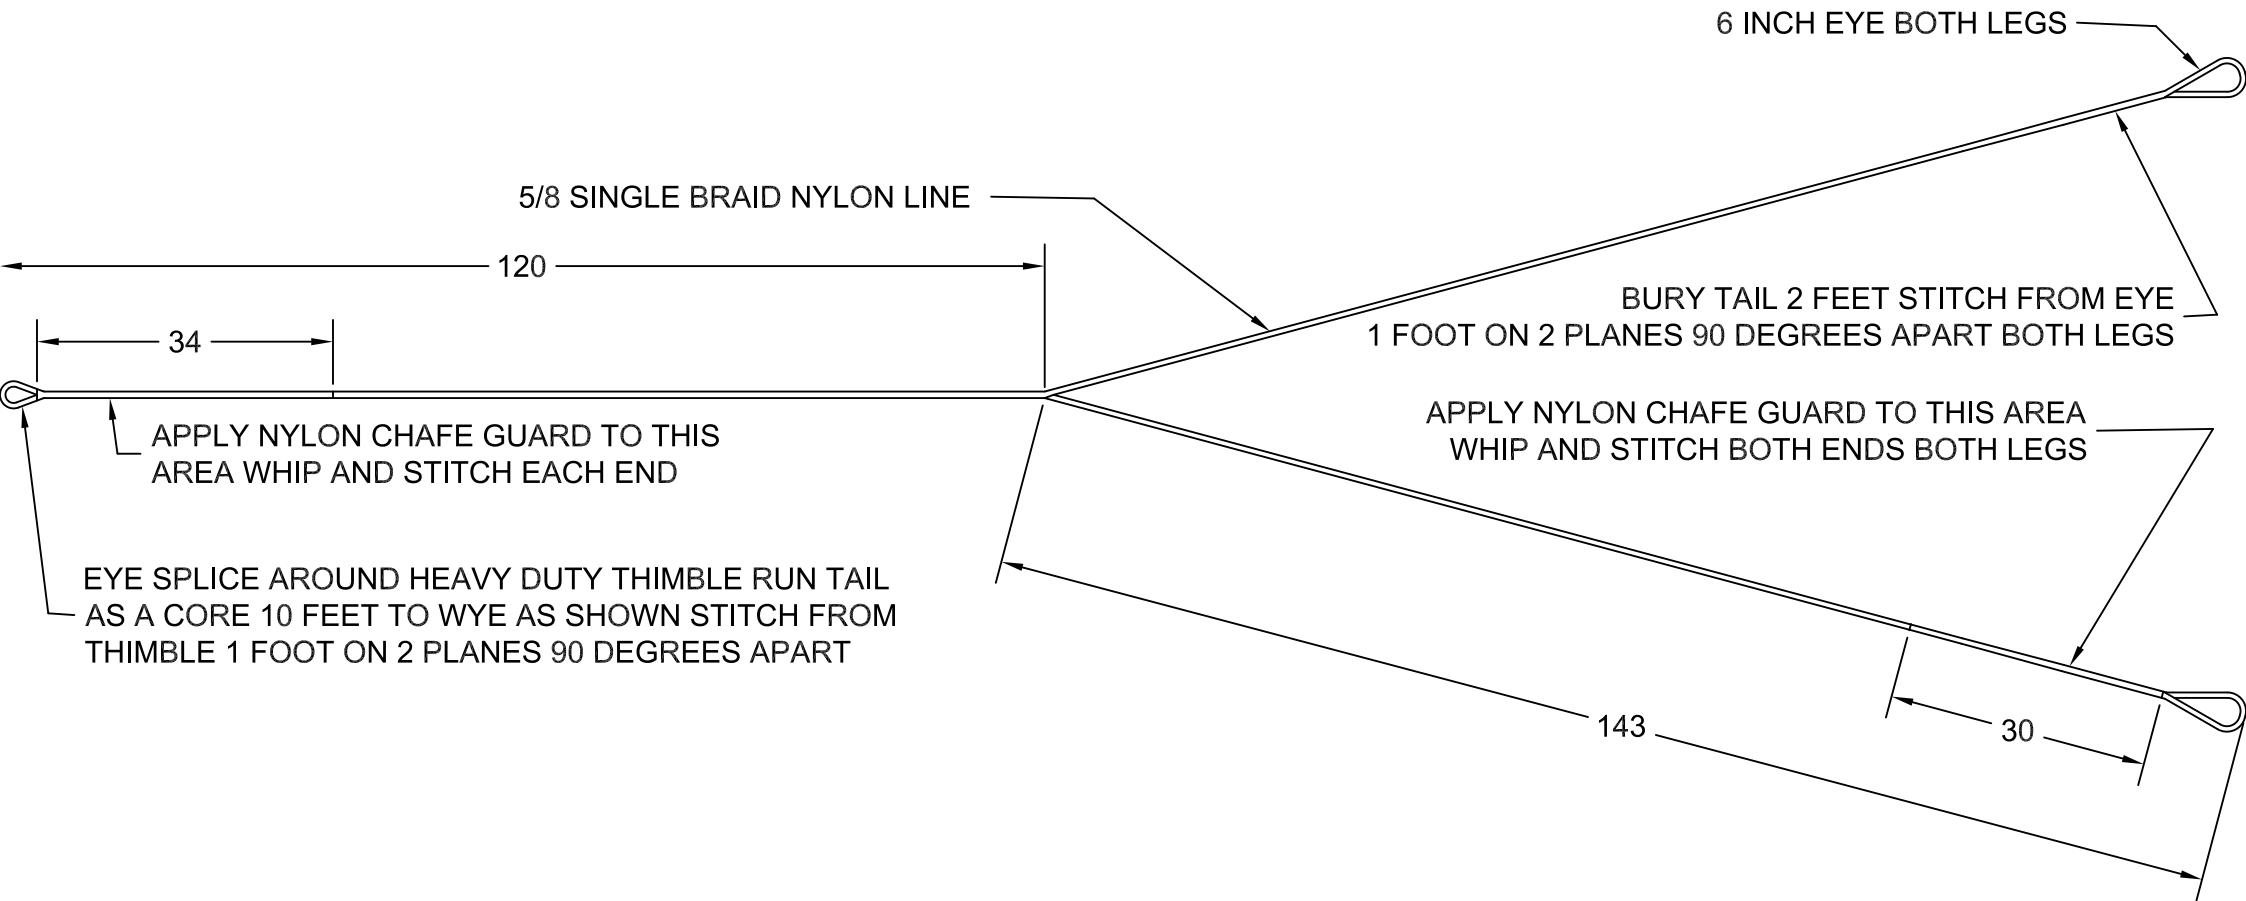 6 INCH EYE BOTH LEGS
5/8 SINGLE BRAID NYLON LINE
120
BURY TAIL 2 FEET STITCH FROM EYE
1 FOOT ON 2 PLANES 90 DEGREES APART BOTH LEGS
34
APPLY NYLON CHAFE GUARD TO THIS
AREA WHIP AND STITCH EACH END
APPLY NYLON CHAFE GUARD TO THIS AREA
WHIP AND STITCH BOTH ENDS BOTH LEGS
EYE SPLICE AROUND HEAVY DUTY THIMBLE RUN TAIL
AS A CORE 10 FEET TO WYE AS SHOWN STITCH FROM
THIMBLE 1 FOOT ON 2 PLANES 90 DEGREES APART
143
30